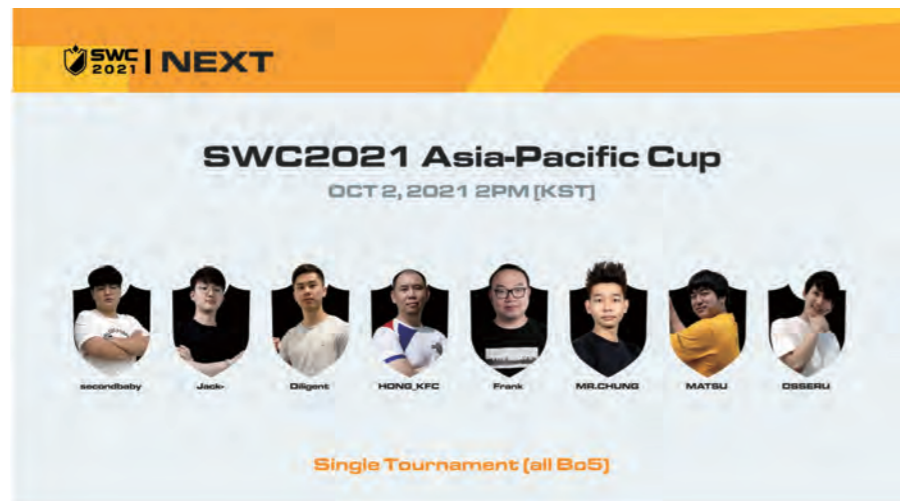 SWC
2021 | NEXT
SWC2021 Asia-Pacific Cup
OCT 2, 2021 2PM [KST]
secondbaby
Jack-
Diligent
HONG_KFC
Frank
MR.CHUNG
MATSU
DSSERU
Single Tournament (all Bo5)